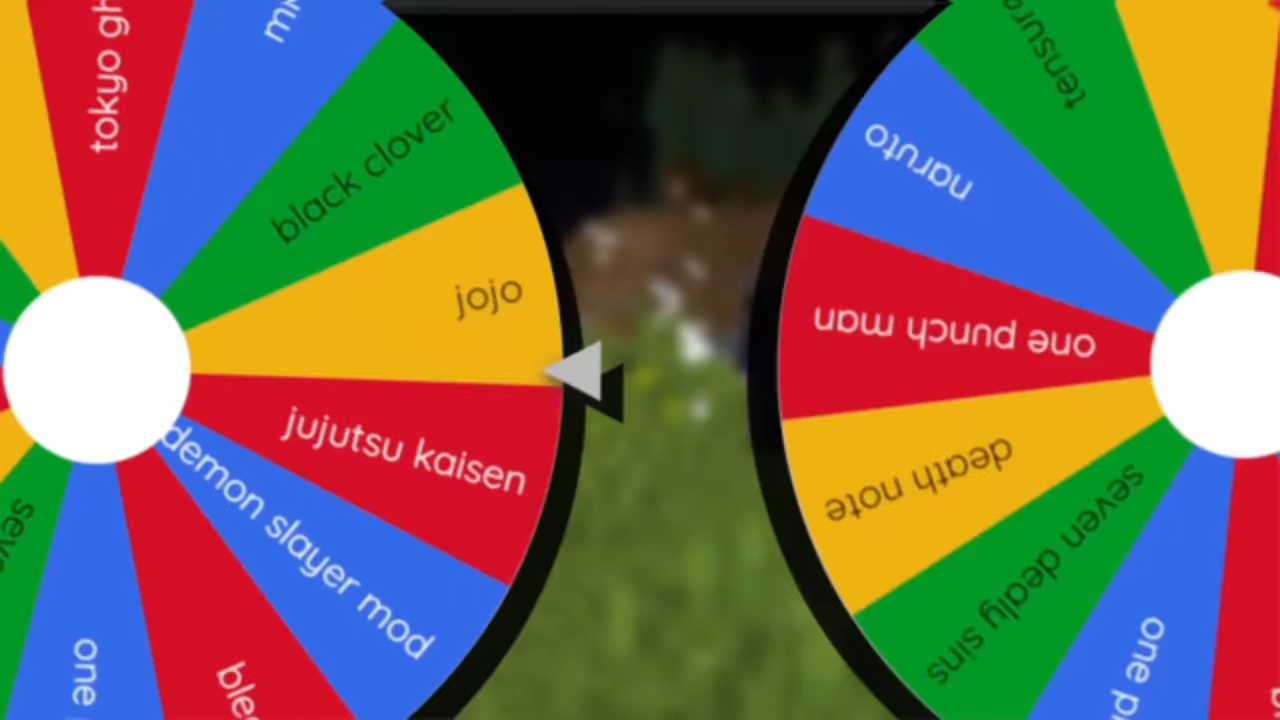 tokyo gh
black clover
jojo
jujutsu kaisen
demon slayer mod
one
tensura
naruto
one punch man
death note
seven deadly sins